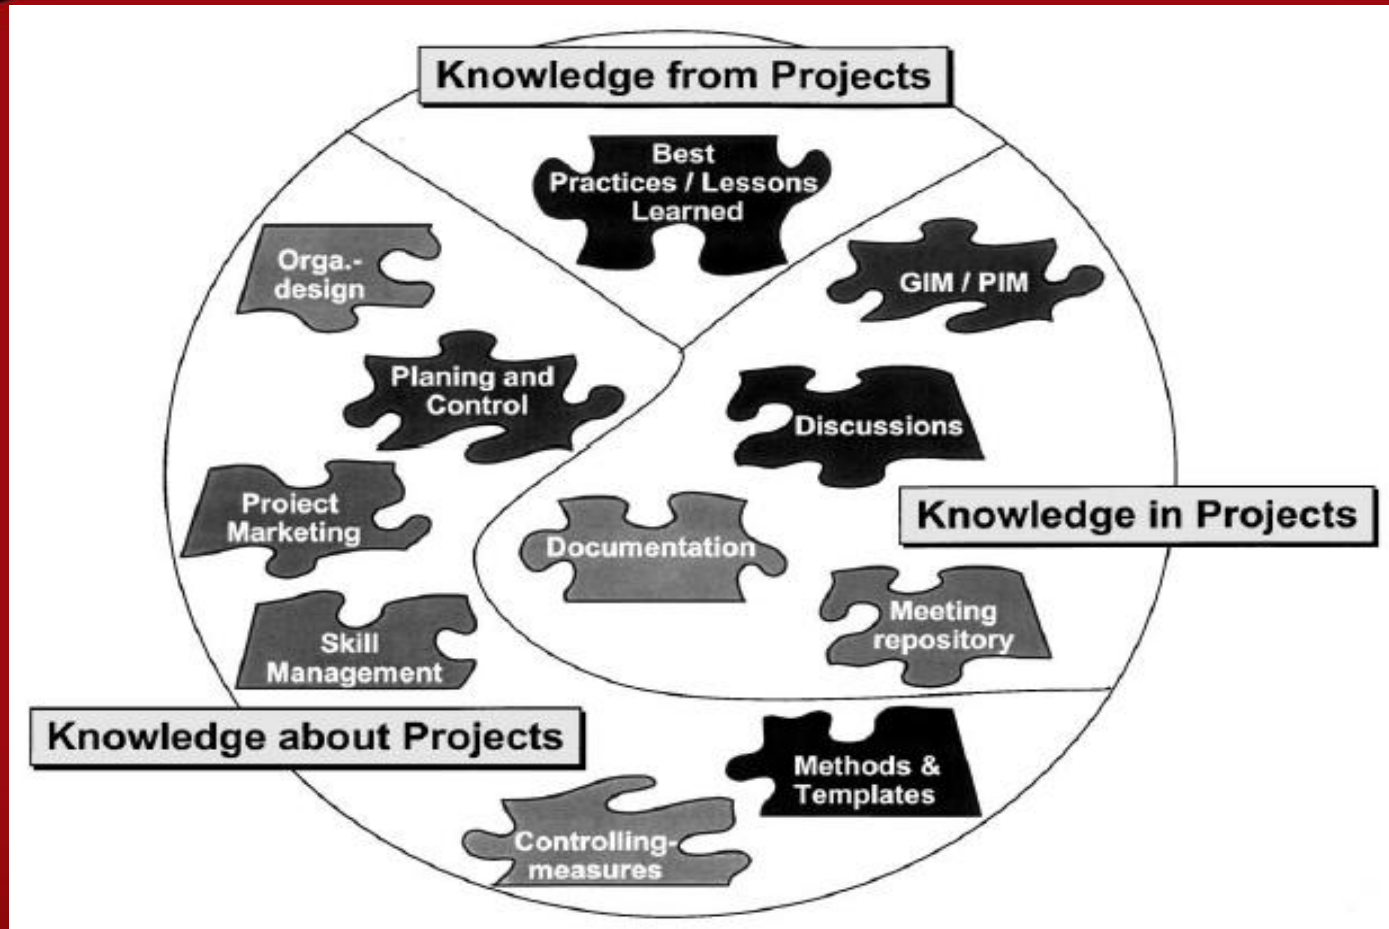 Knowledge from Projects
Best
Practices / Lessons
Learned
Orga.-
design
GIM / PIM
Planing and
Control
Discussions
Proiect
Marketing
Knowledge in Projects
Documentation
Meeting
repository
Skill
Management
Knowledge about Projects
Methods &
Templates
Controlling-
measures